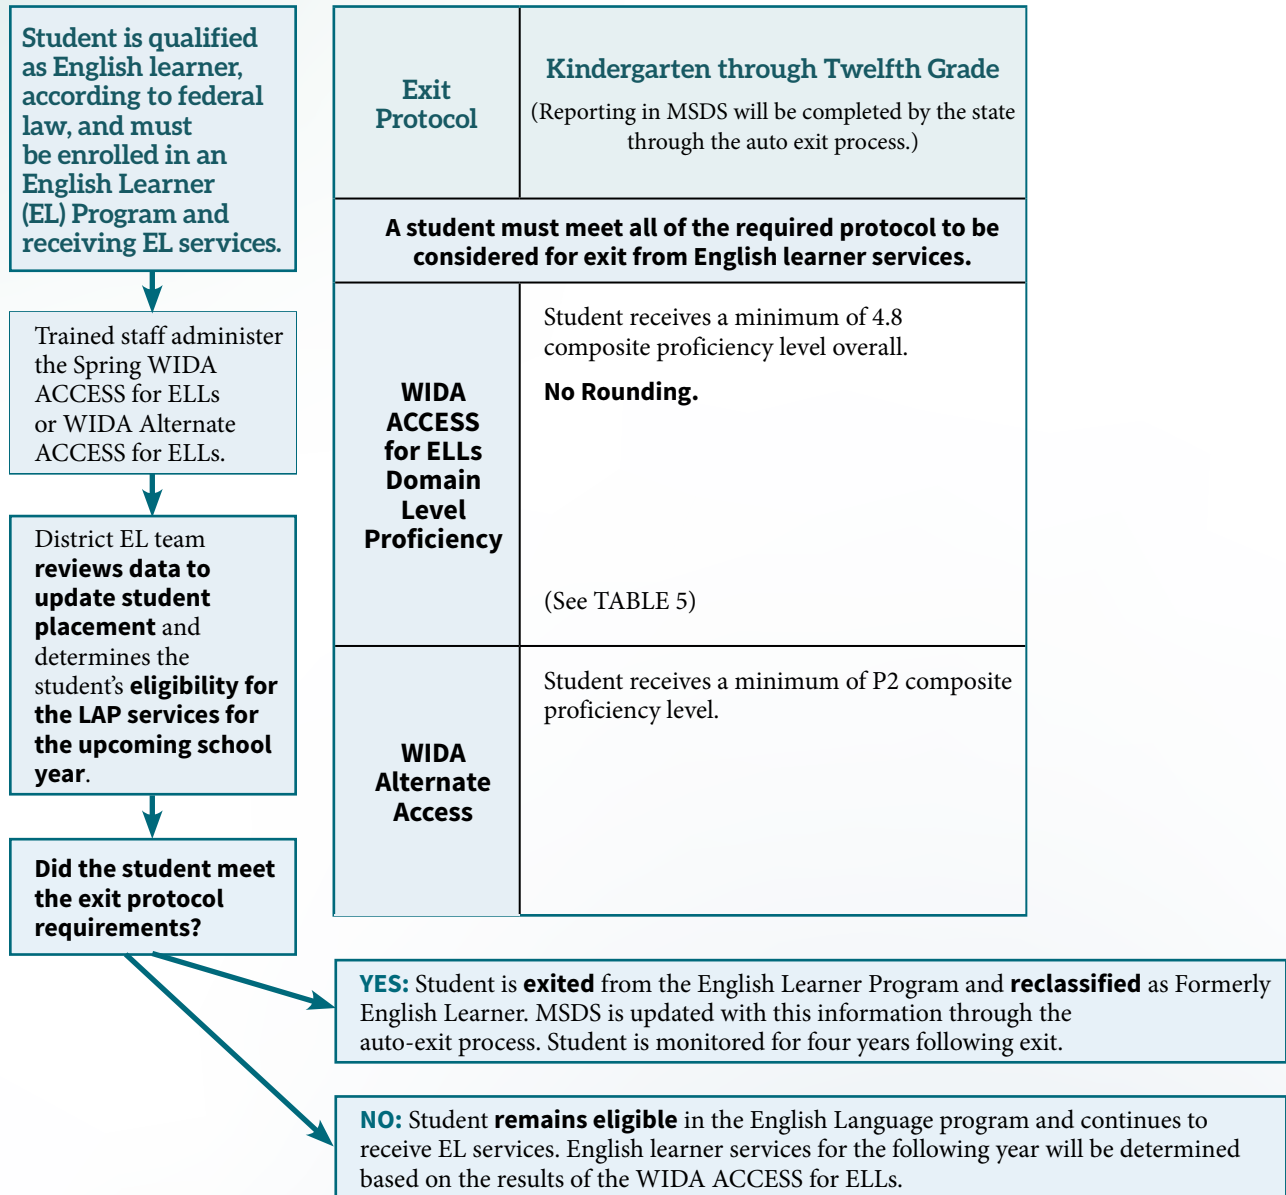 Student is qualified
as English learner,
according to federal
law, and must
be enrolled in an
English Learner
(EL) Program and
receiving EL services.
Trained staff administer
the Spring WIDA
ACCESS for ELLs
or WIDA Alternate
ACCESS for ELLs.
District EL team
reviews data to
update student
placement and
determines the
student’s eligibility for
the LAP services for
the upcoming school
year.
Did the student meet
the exit protocol
requirements?
Exit
Protocol
Kindergarten through Twelfth Grade
(Reporting in MSDS will be completed by the state
through the auto exit process.)
A student must meet all of the required protocol to be
considered for exit from English learner services.
WIDA
ACCESS
for ELLs
Domain
Level
Proficiency
Student receives a minimum of 4.8
composite proficiency level overall.
No Rounding.
(See TABLE 5)
WIDA
Alternate
Access
Student receives a minimum of P2 composite
proficiency level.
YES: Student is exited from the English Learner Program and reclassified as Formerly
English Learner. MSDS is updated with this information through the
auto-exit process. Student is monitored for four years following exit.
NO: Student remains eligible in the English Language program and continues to
receive EL services. English learner services for the following year will be determined
based on the results of the WIDA ACCESS for ELLs.